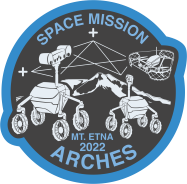 SPACE MISSION
MT. ETNA
2022
ARCHES